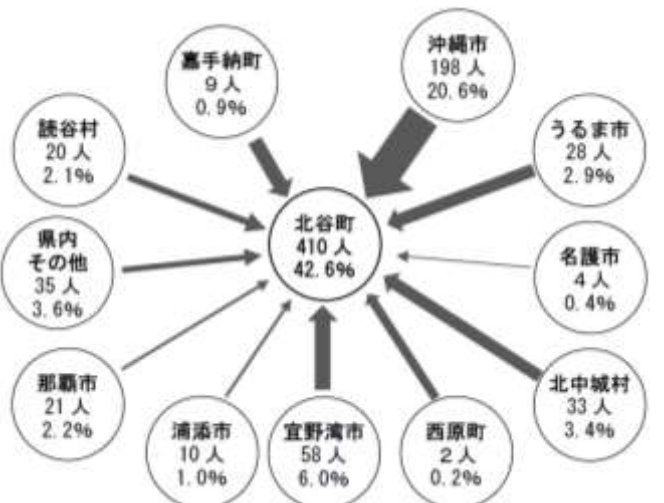 嘉手納町
9人
0.9%
沖縄市
198人
20.6%
読谷村
20人
2.1%
うるま市
28人
2.9%
北谷町
410人
42.6%
県内
その他
35人
3.6%
名護市
4人
0.4%
那覇市
21人
2.2%
北中城村
33人
3.4%
浦添市
10人
1.0%
宜野湾市
58人
6.0%
西原町
2人
0.2%